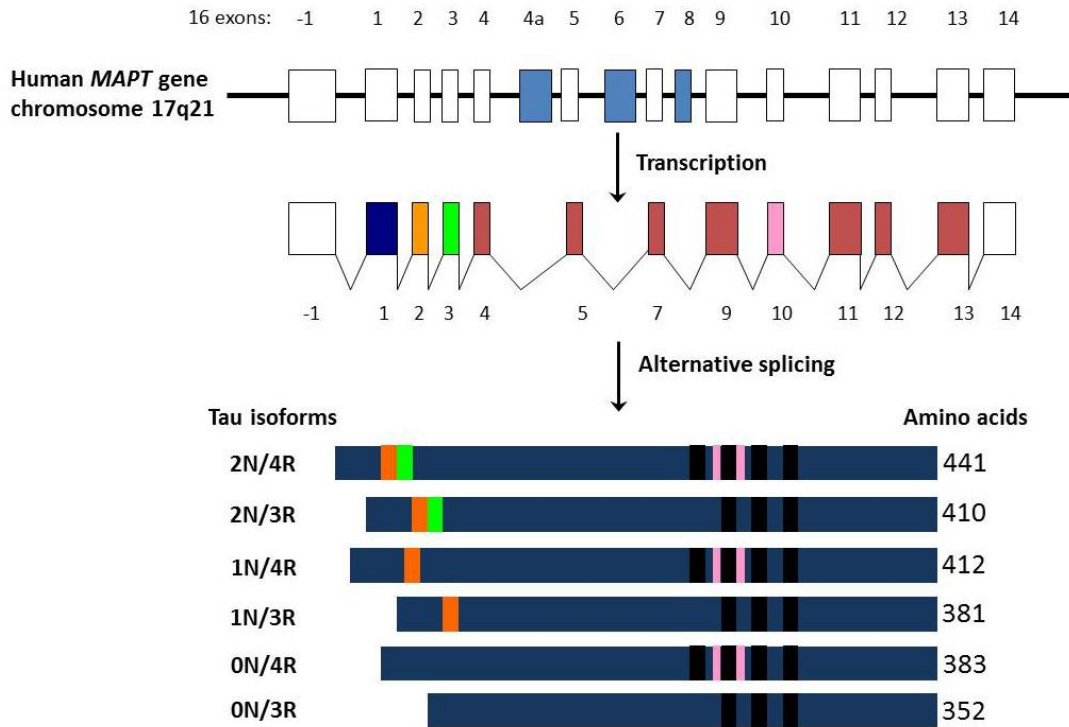 16 exons: -1 1 2 3 4 4a 5 6 7 8 9 10 11 12 13 14
Human MAPT gene
chromosome 17q21
Transcription
-1 1 2 3 4 5 7 9 10 11 12 13 14
Alternative splicing
Tau isoforms Amino acids
2N/4R 441
2N/3R 410
1N/4R 412
1N/3R 381
0N/4R 383
0N/3R 352